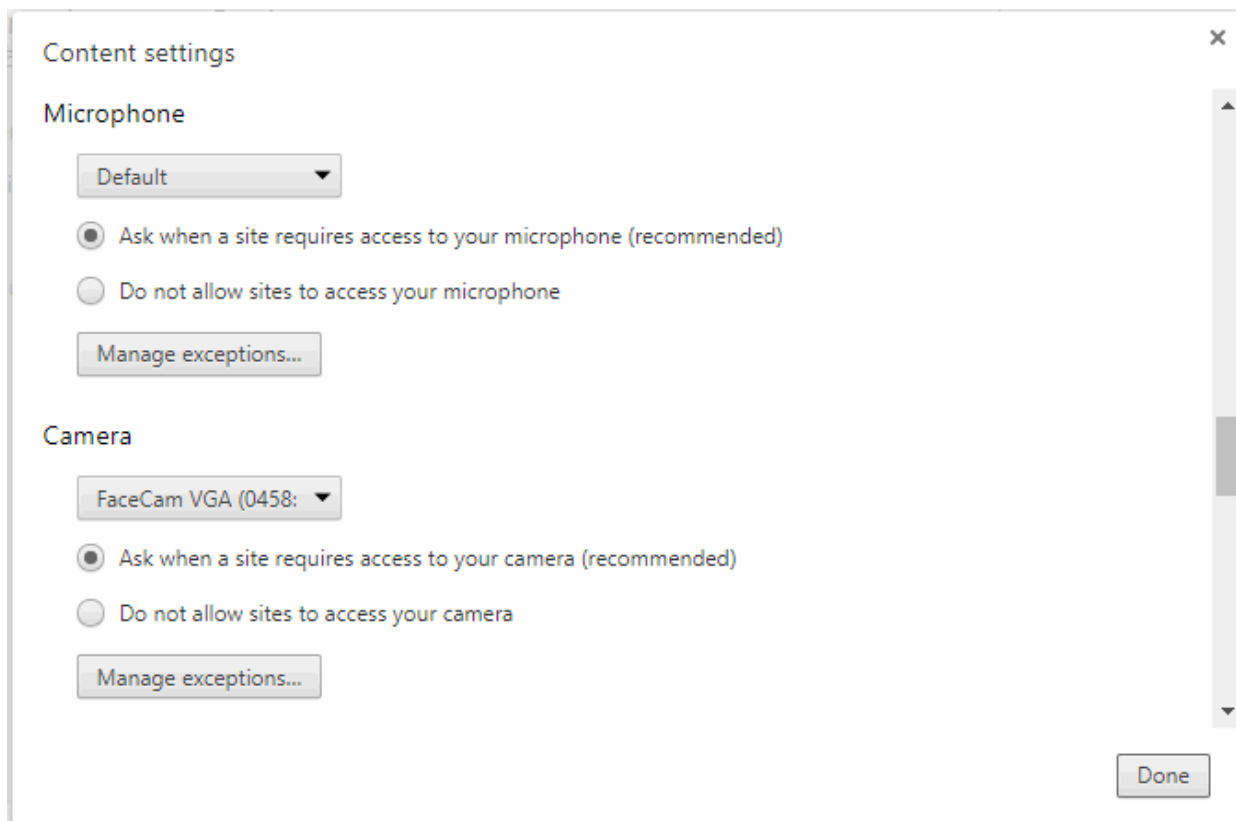 Content settings
Microphone
Default
Ask when a site requires access to your microphone (recommended)
Do not allow sites to access your microphone
Manage exceptions...
Camera
FaceCam VGA (0458:
Ask when a site requires access to your camera (recommended)
Do not allow sites to access your camera
Manage exceptions...
Done